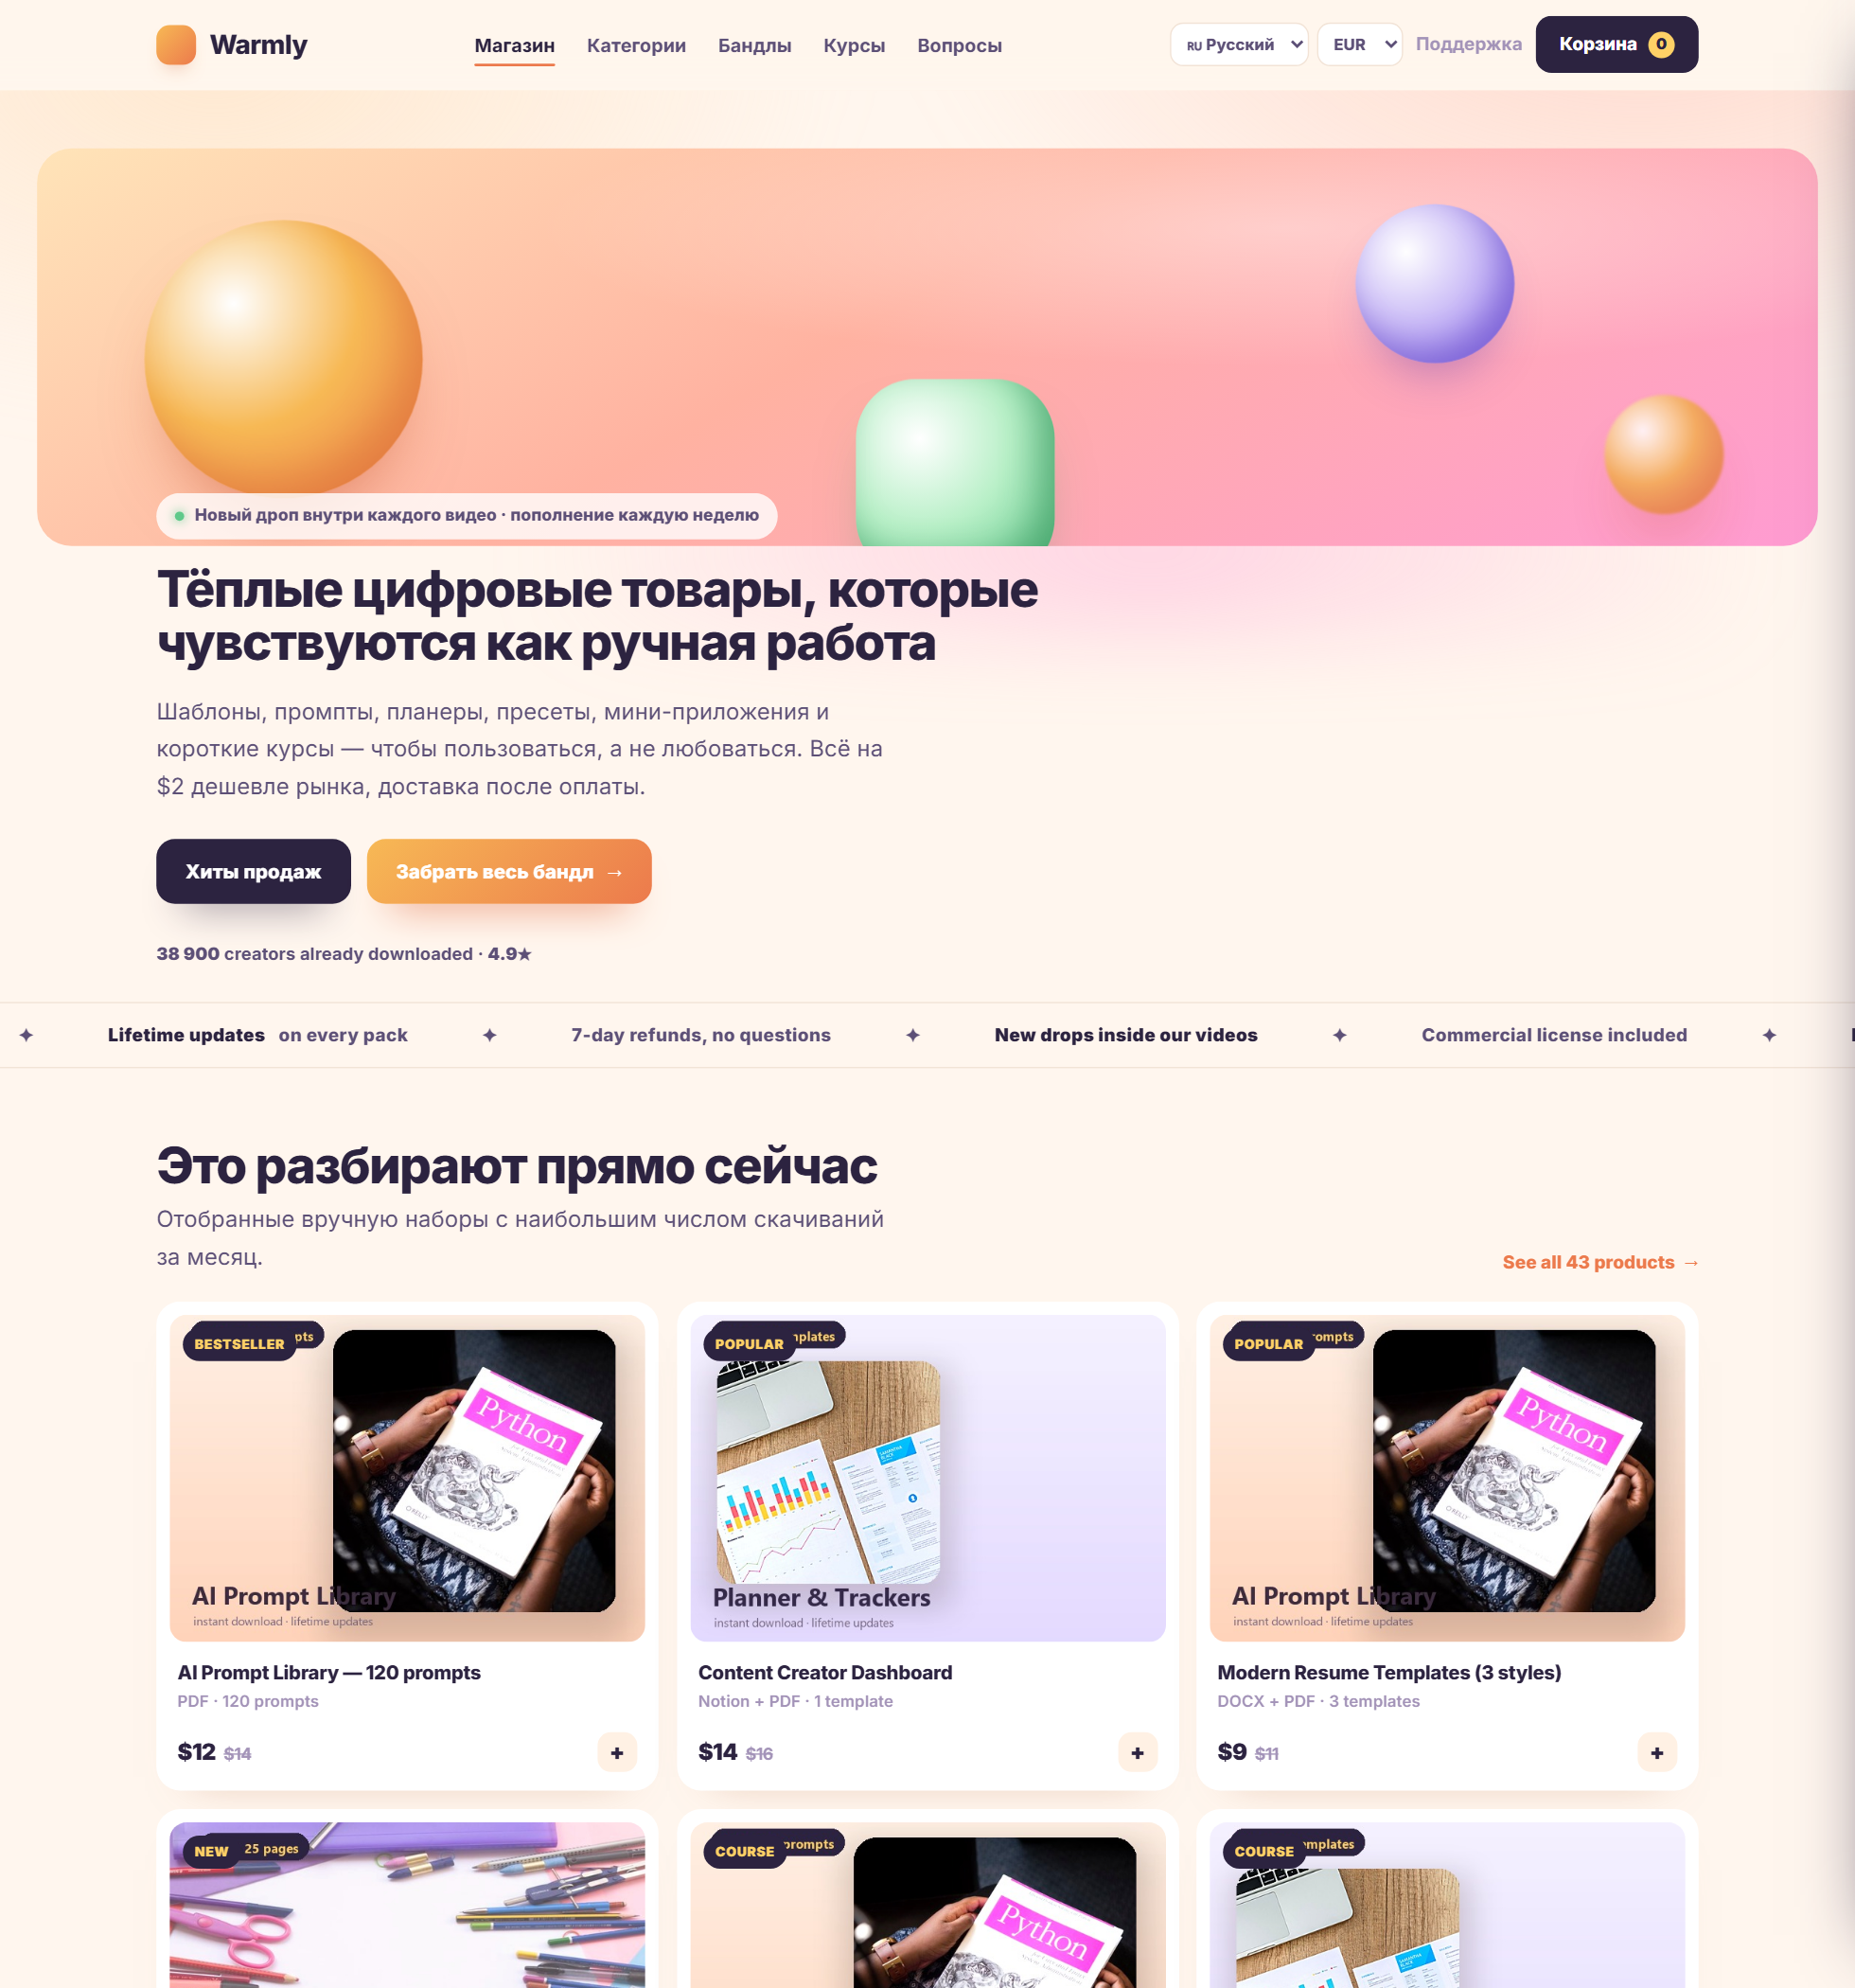 Warmly
Магазин
Категории
Бандлы
Курсы
Вопросы
RU Русский
EUR
Поддержка
Корзина 0
Новый дроп внутри каждого видео · пополнение каждую неделю
Тёплые цифровые товары, которые
чувствуются как ручная работа
Шаблоны, промпты, планеры, пресеты, мини-приложения и
короткие курсы — чтобы пользоваться, а не любоваться. Всё на
$2 дешевле рынка, доставка после оплаты.
Хиты продаж
Забрать весь бандл →
38 900 creators already downloaded · 4.9★
✦ Lifetime updates on every pack ✦ 7-day refunds, no questions ✦ New drops inside our videos ✦ Commercial license included ✦
Это разбирают прямо сейчас
Отобранные вручную наборы с наибольшим числом скачиваний
за месяц.
See all 43 products →
BESTSELLER
Python
O'REILLY
AI Prompt Library
instant download · lifetime updates
AI Prompt Library — 120 prompts
PDF · 120 prompts
$12 $14
+
POPULAR
Planner & Trackers
instant download · lifetime updates
Content Creator Dashboard
Notion + PDF · 1 template
$14 $16
+
POPULAR
Python
O'REILLY
AI Prompt Library
instant download · lifetime updates
Modern Resume Templates (3 styles)
DOCX + PDF · 3 templates
$9 $11
+
NEW
25 pages
COURSE
prompts
Python
COURSE